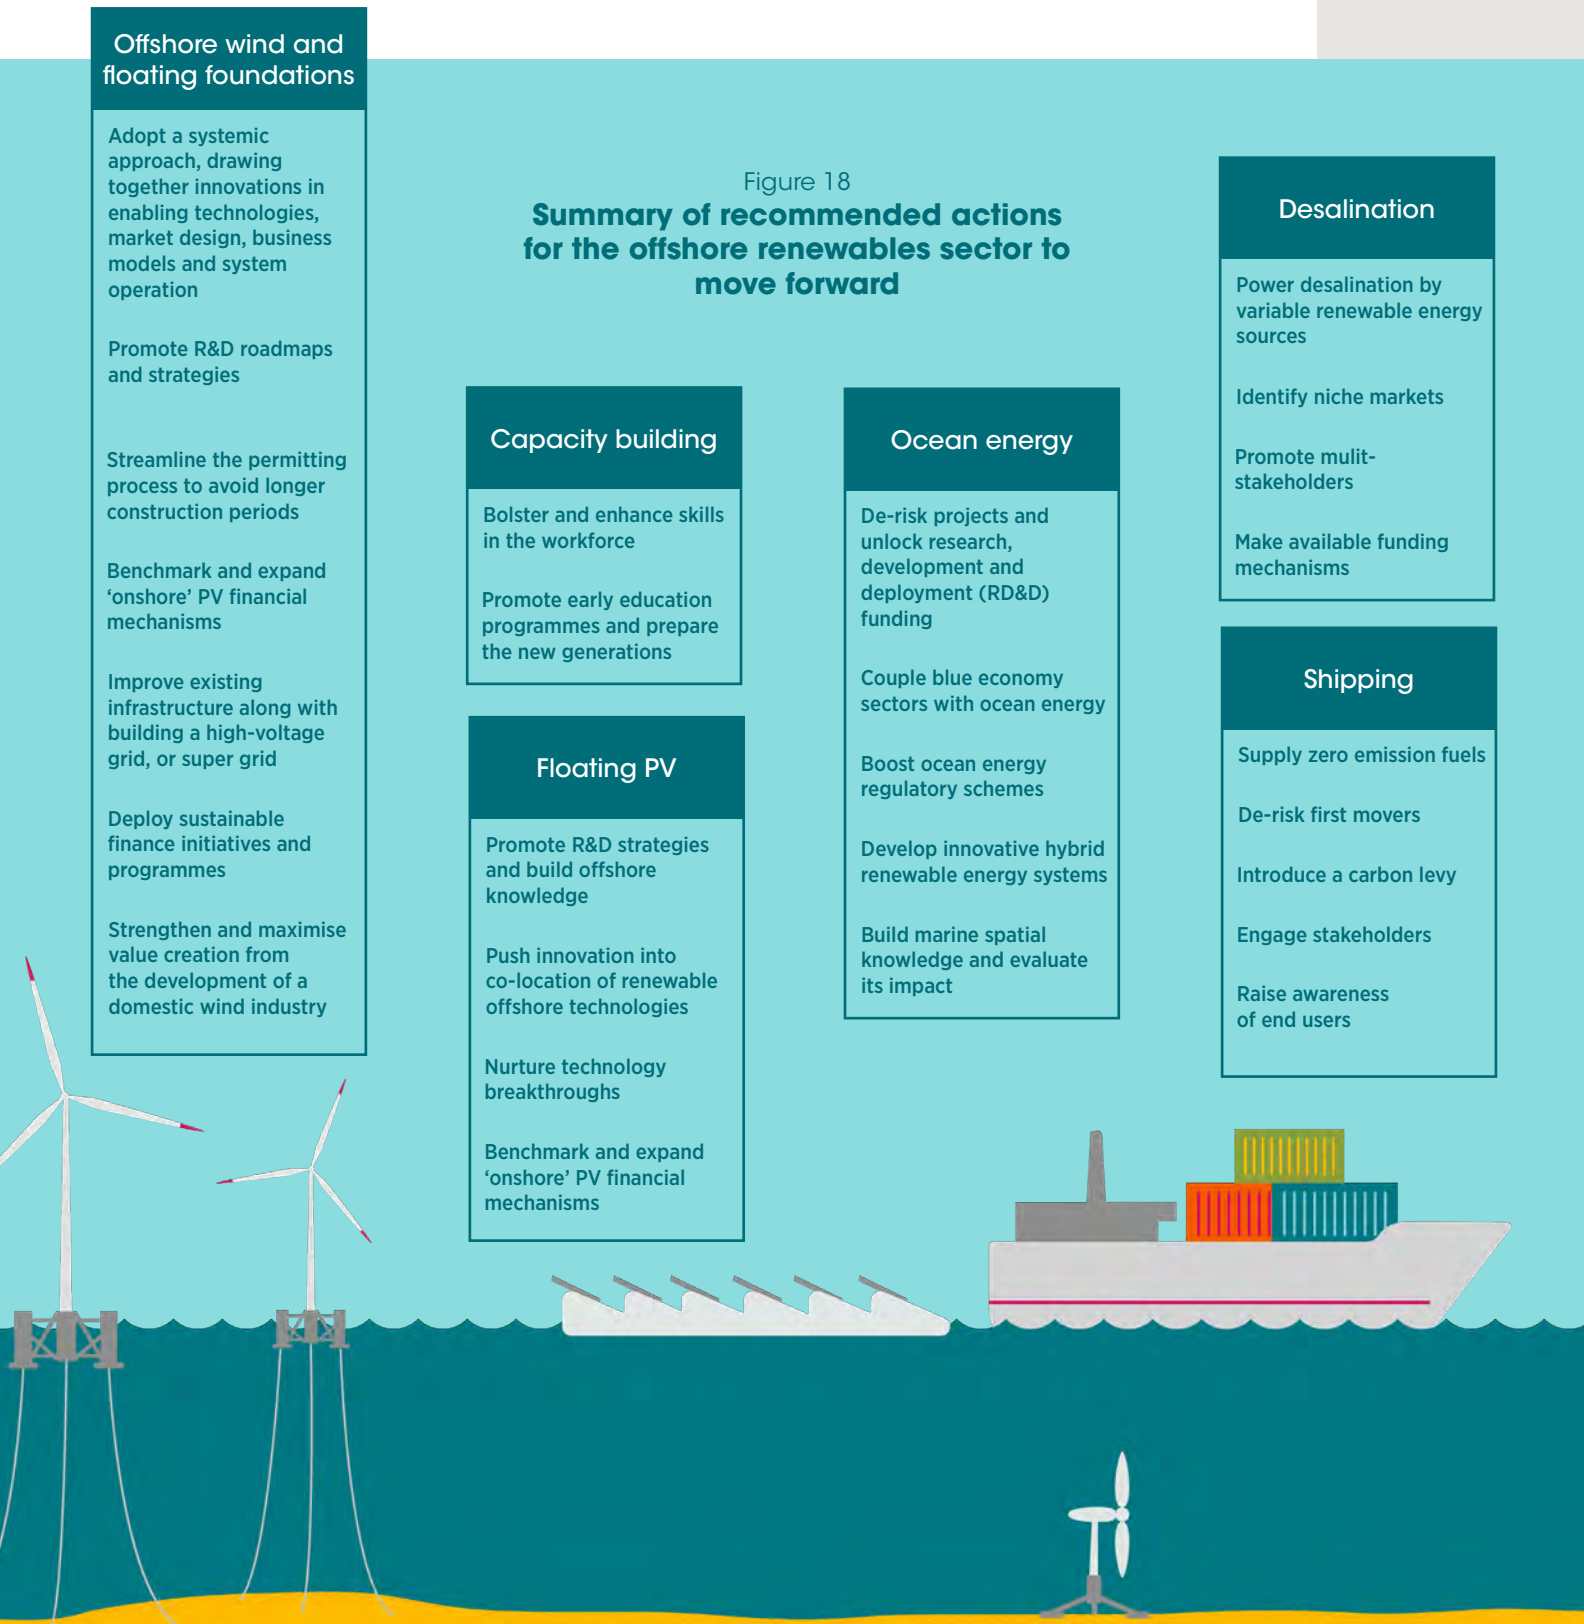 Offshore wind and
floating foundations
Adopt a systemic
approach, drawing
together innovations in
enabling technologies,
market design, business
models and system
operation
Promote R&D roadmaps
and strategies
Streamline the permitting
process to avoid longer
construction periods
Benchmark and expand
‘onshore’ PV financial
mechanisms
Improve existing
infrastructure along with
building a high-voltage
grid, or super grid
Deploy sustainable
finance initiatives and
programmes
Strengthen and maximise
value creation from
the development of a
domestic wind industry
Figure 18
Summary of recommended actions
for the offshore renewables sector to
move forward
Capacity building
Bolster and enhance skills
in the workforce
Promote early education
programmes and prepare
the new generations
Floating PV
Promote R&D strategies
and build offshore
knowledge
Push innovation into
co-location of renewable
offshore technologies
Nurture technology
breakthroughs
Benchmark and expand
‘onshore’ PV financial
mechanisms
Ocean energy
De-risk projects and
unlock research,
development and
deployment (RD&D)
funding
Couple blue economy
sectors with ocean energy
Boost ocean energy
regulatory schemes
Develop innovative hybrid
renewable energy systems
Build marine spatial
knowledge and evaluate
its impact
Desalination
Power desalination by
variable renewable energy
sources
Identify niche markets
Promote mulit-
stakeholders
Make available funding
mechanisms
Shipping
Supply zero emission fuels
De-risk first movers
Introduce a carbon levy
Engage stakeholders
Raise awareness
of end users